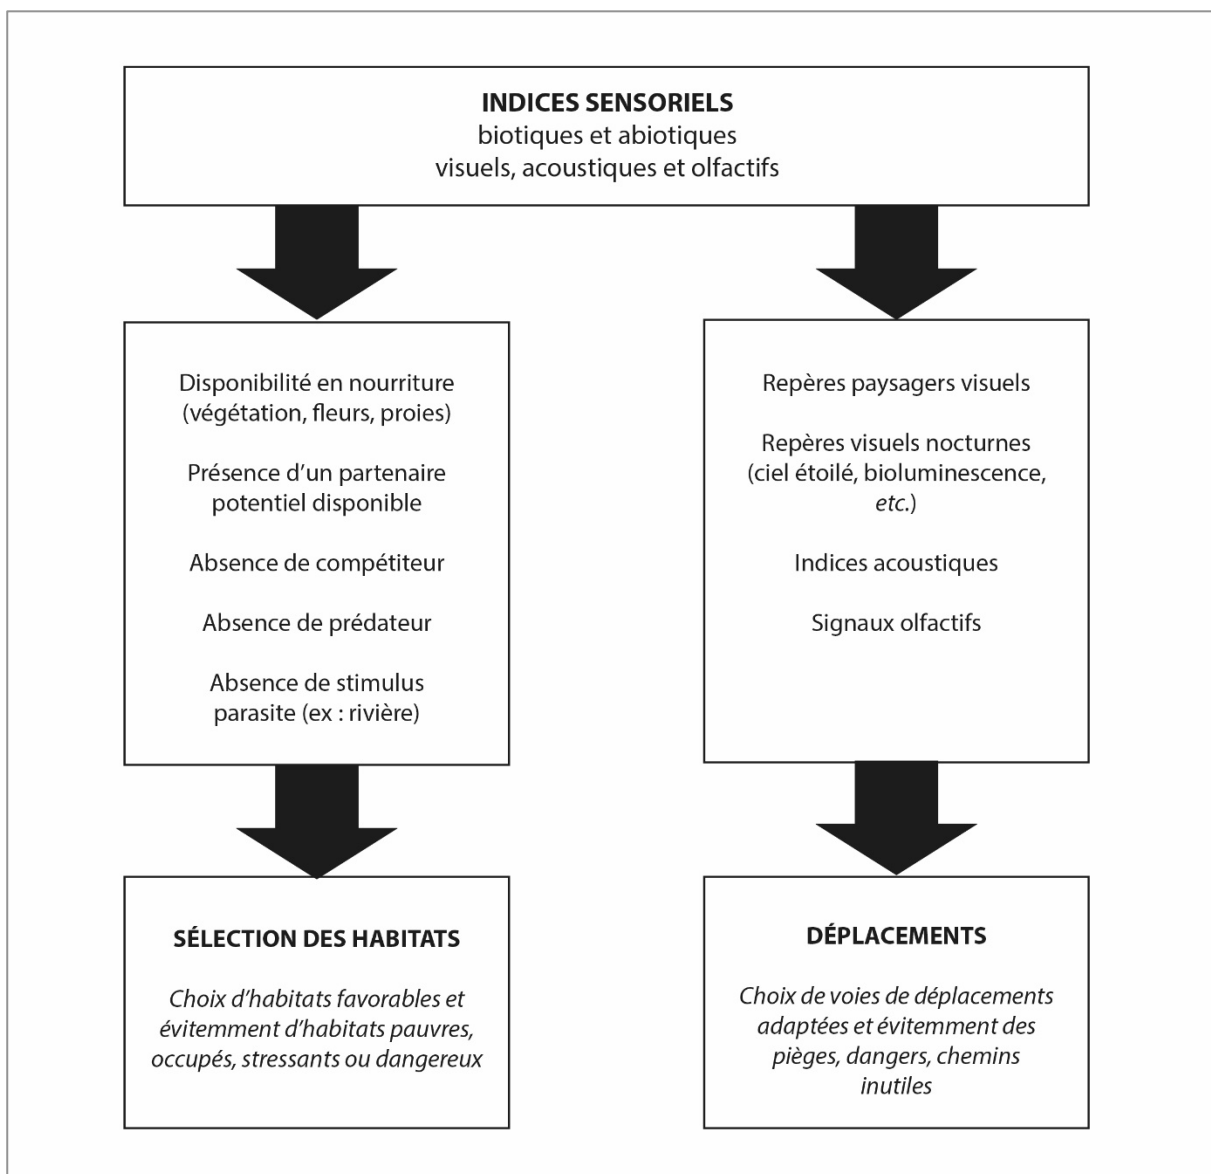 INDICES SENSORIELS
biotiques et abiotiques
visuels, acoustiques et olfactifs
Disponibilité en nourriture
(végétation, fleurs, proies)
Présence d’un partenaire
potentiel disponible
Absence de compétiteur
Absence de prédateur
Absence de stimulus
parasite (ex : rivière)
Repères paysagers visuels
Repères visuels nocturnes
(ciel étoilé, bioluminescence,
etc.)
Indices acoustiques
Signaux olfactifs
SÉLECTION DES HABITATS
Choix d’habitats favorables et
évitemment d’habitats pauvres,
occupés, stressants ou dangereux
DÉPLACEMENTS
Choix de voies de déplacements
adaptées et évitemment des
pièges, dangers, chemins
inutiles